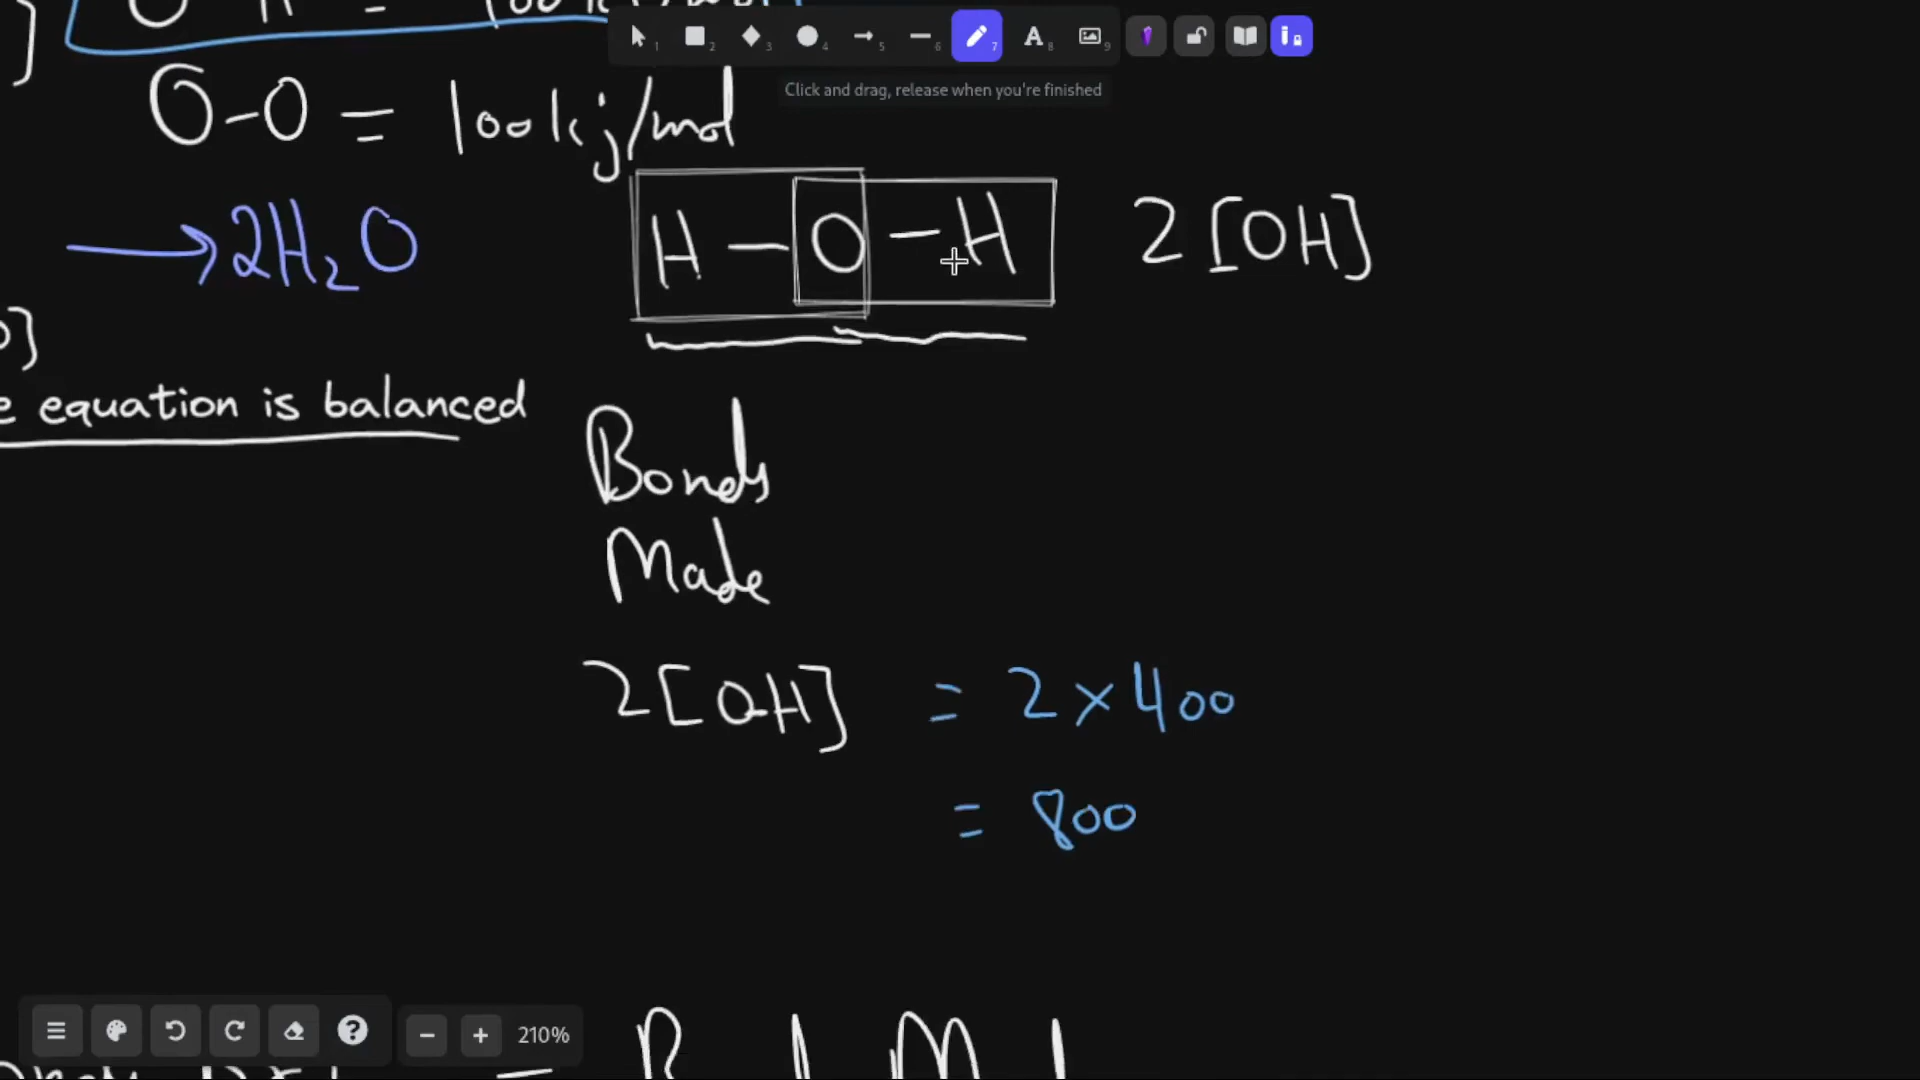 O-O = 100kj/mol
Click and drag, release when you're finished
→2H₂O
H-O-H 2[OH]
equation is balanced
Bonds
Made
2[OH] = 2×400
= 800
210%